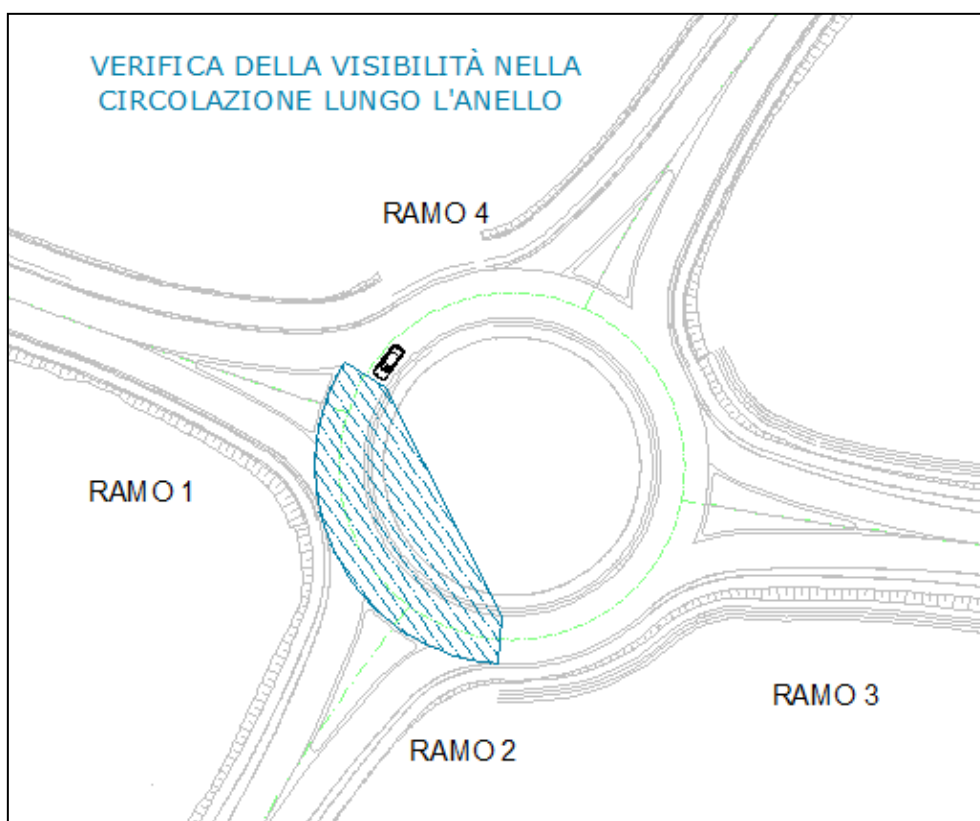 VERIFICA DELLA VISIBILITÀ NELLA
CIRCOLAZIONE LUNGO L'ANELLO
RAMO 4
RAMO 1
RAMO 3
RAMO 2